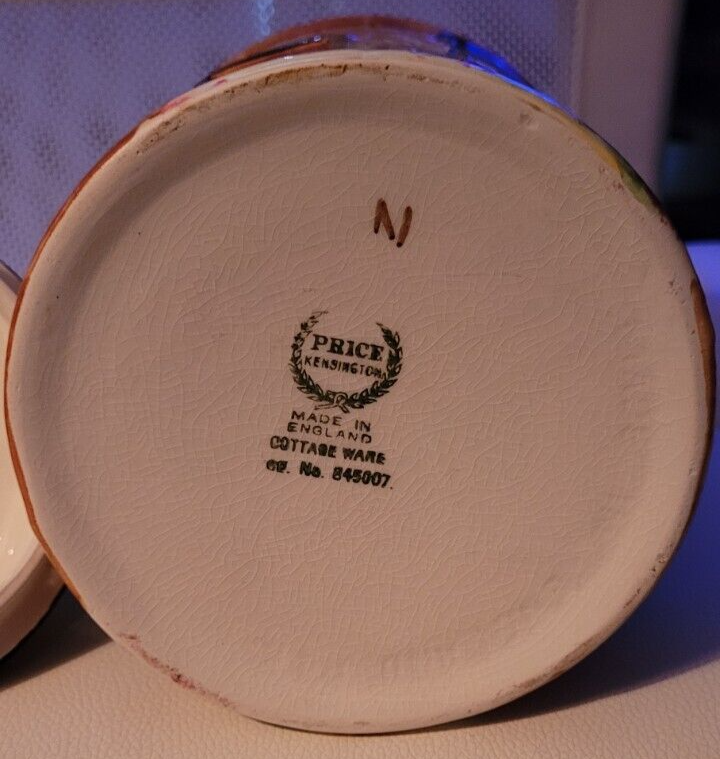 N
PRICE
KENSINGTON
MADE IN
ENGLAND
COTTAGE WARE
No. 845007.